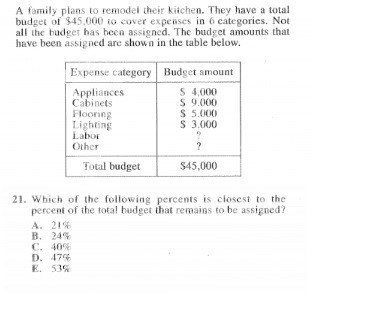 A family plans to remodel their kitchen. They have a total
budget of $45,000 to cover expenses in 6 categories. Not
all the budget has been assigned. The budget amounts that
have been assigned are shown in the table below.
Expense category Budget amount
Appliances $ 4,000
Cabinets $ 9,000
Flooring $ 5,000
Lighting $ 3,000
Labor ?
Other ?
Total budget $45,000
21. Which of the following percents is closest to the
percent of the total budget that remains to be assigned?
A. 21%
B. 24%
C. 40%
D. 47%
E. 53%